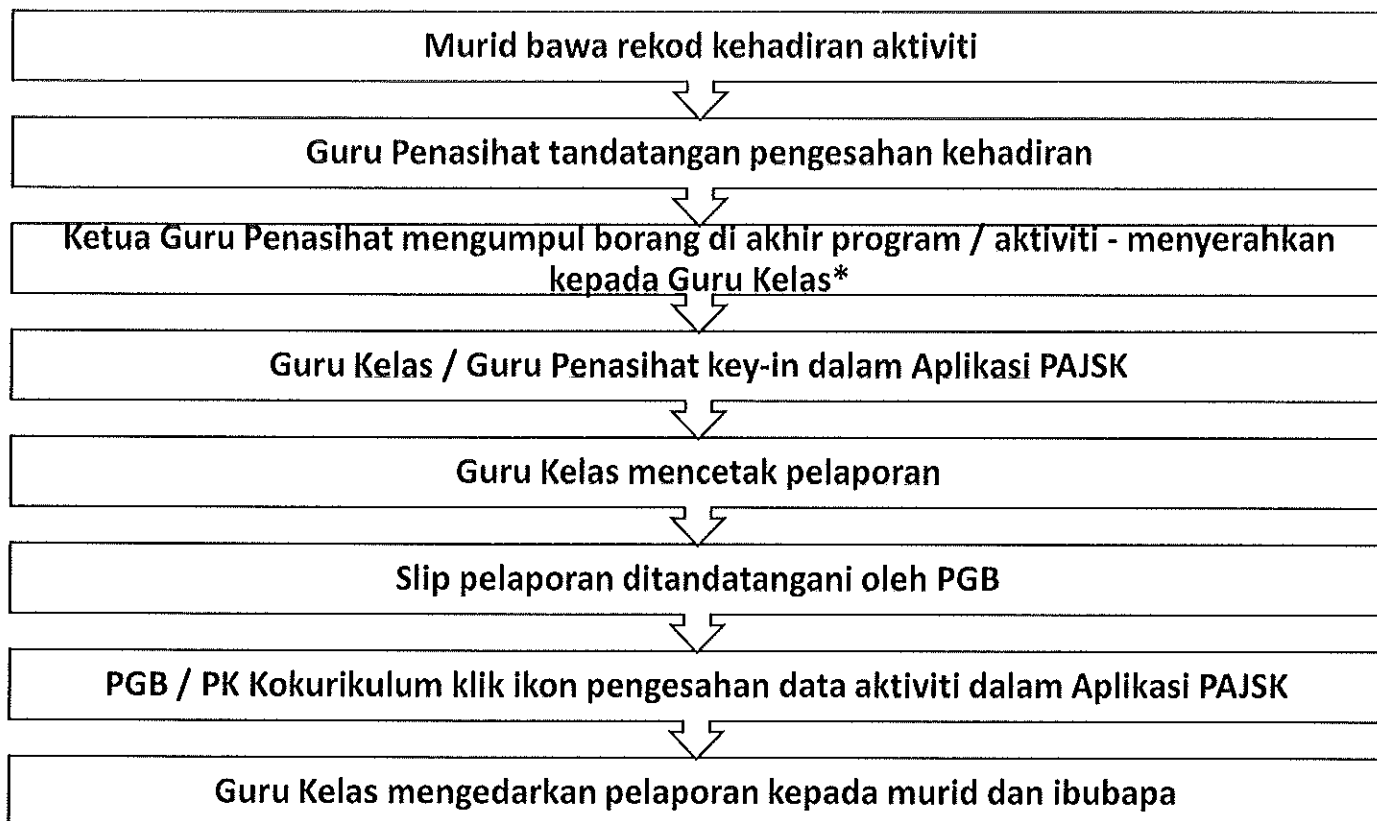 Murid bawa rekod kehadiran aktiviti
Guru Penasihat tandatangan pengesahan kehadiran
Ketua Guru Penasihat mengumpul borang di akhir program / aktiviti - menyerahkan
kepada Guru Kelas*
Guru Kelas / Guru Penasihat key-in dalam Aplikasi PAJSK
Guru Kelas mencetak pelaporan
Slip pelaporan ditandatangani oleh PGB
PGB / PK Kokurikulum klik ikon pengesahan data aktiviti dalam Aplikasi PAJSK
Guru Kelas mengedarkan pelaporan kepada murid dan ibubapa